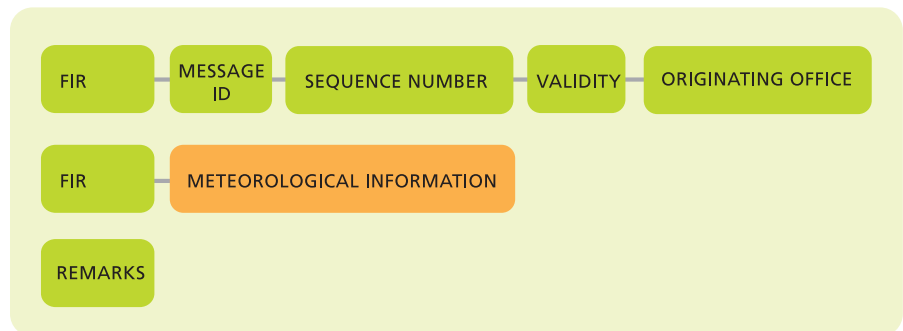 FIR MESSAGE ID SEQUENCE NUMBER VALIDITY ORIGINATING OFFICE
FIR METEOROLOGICAL INFORMATION
REMARKS